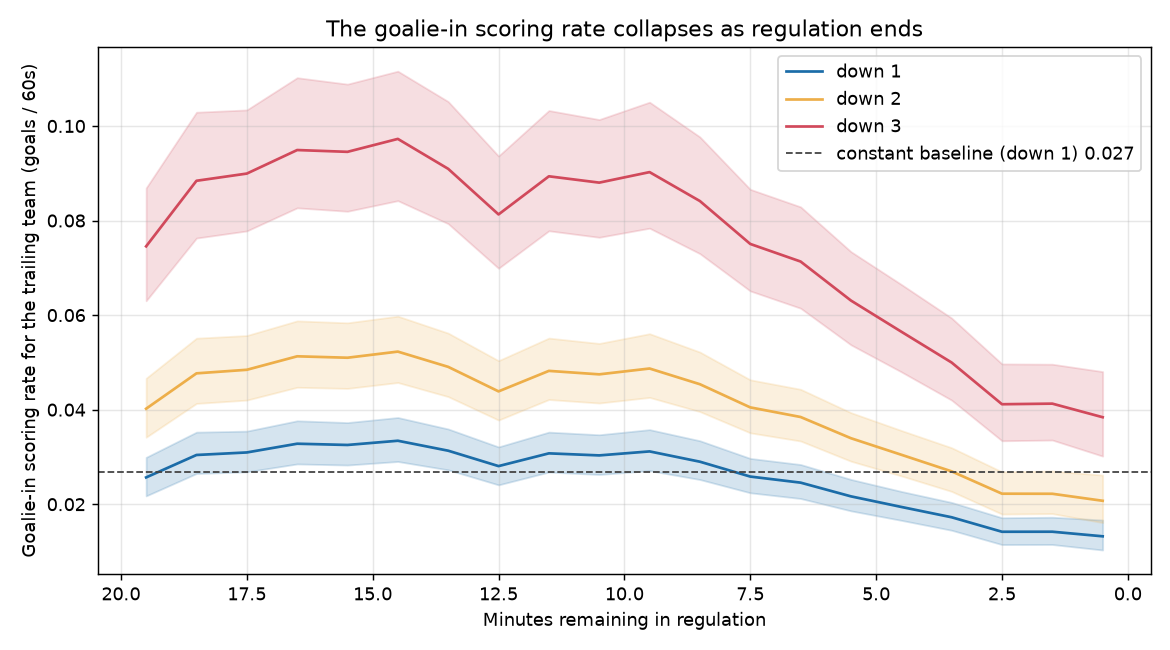 The goalie-in scoring rate collapses as regulation ends
Goalie-in scoring rate for the trailing team (goals / 60s)
0.10
0.08
0.06
0.04
0.02
down 1
down 2
down 3
constant baseline (down 1) 0.027
20.0 17.5 15.0 12.5 10.0 7.5 5.0 2.5 0.0
Minutes remaining in regulation